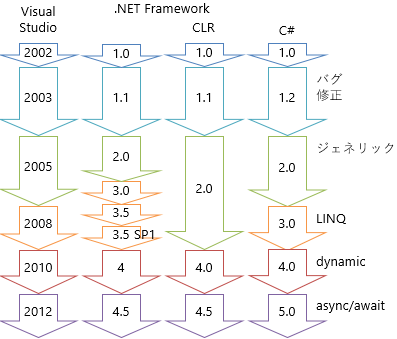 Visual
Studio
.NET Framework
CLR
C#
2002
1.0
1.0
1.0
2003
1.1
1.1
1.2
バグ
修正
2005
2.0
3.0
2.0
2.0
ジェネリック
2008
3.5
3.5 SP1
3.0
LINQ
2010
4
4.0
4.0
dynamic
2012
4.5
4.5
5.0
async/await